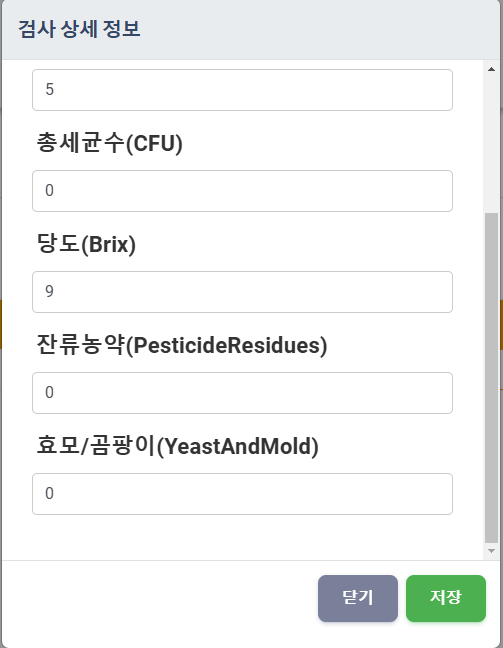 검사 상세 정보
5
총세균수(CFU)
0
당도(Brix)
9
잔류농약(PesticideResidues)
0
효모/곰팡이(YeastAndMold)
0
닫기 저장